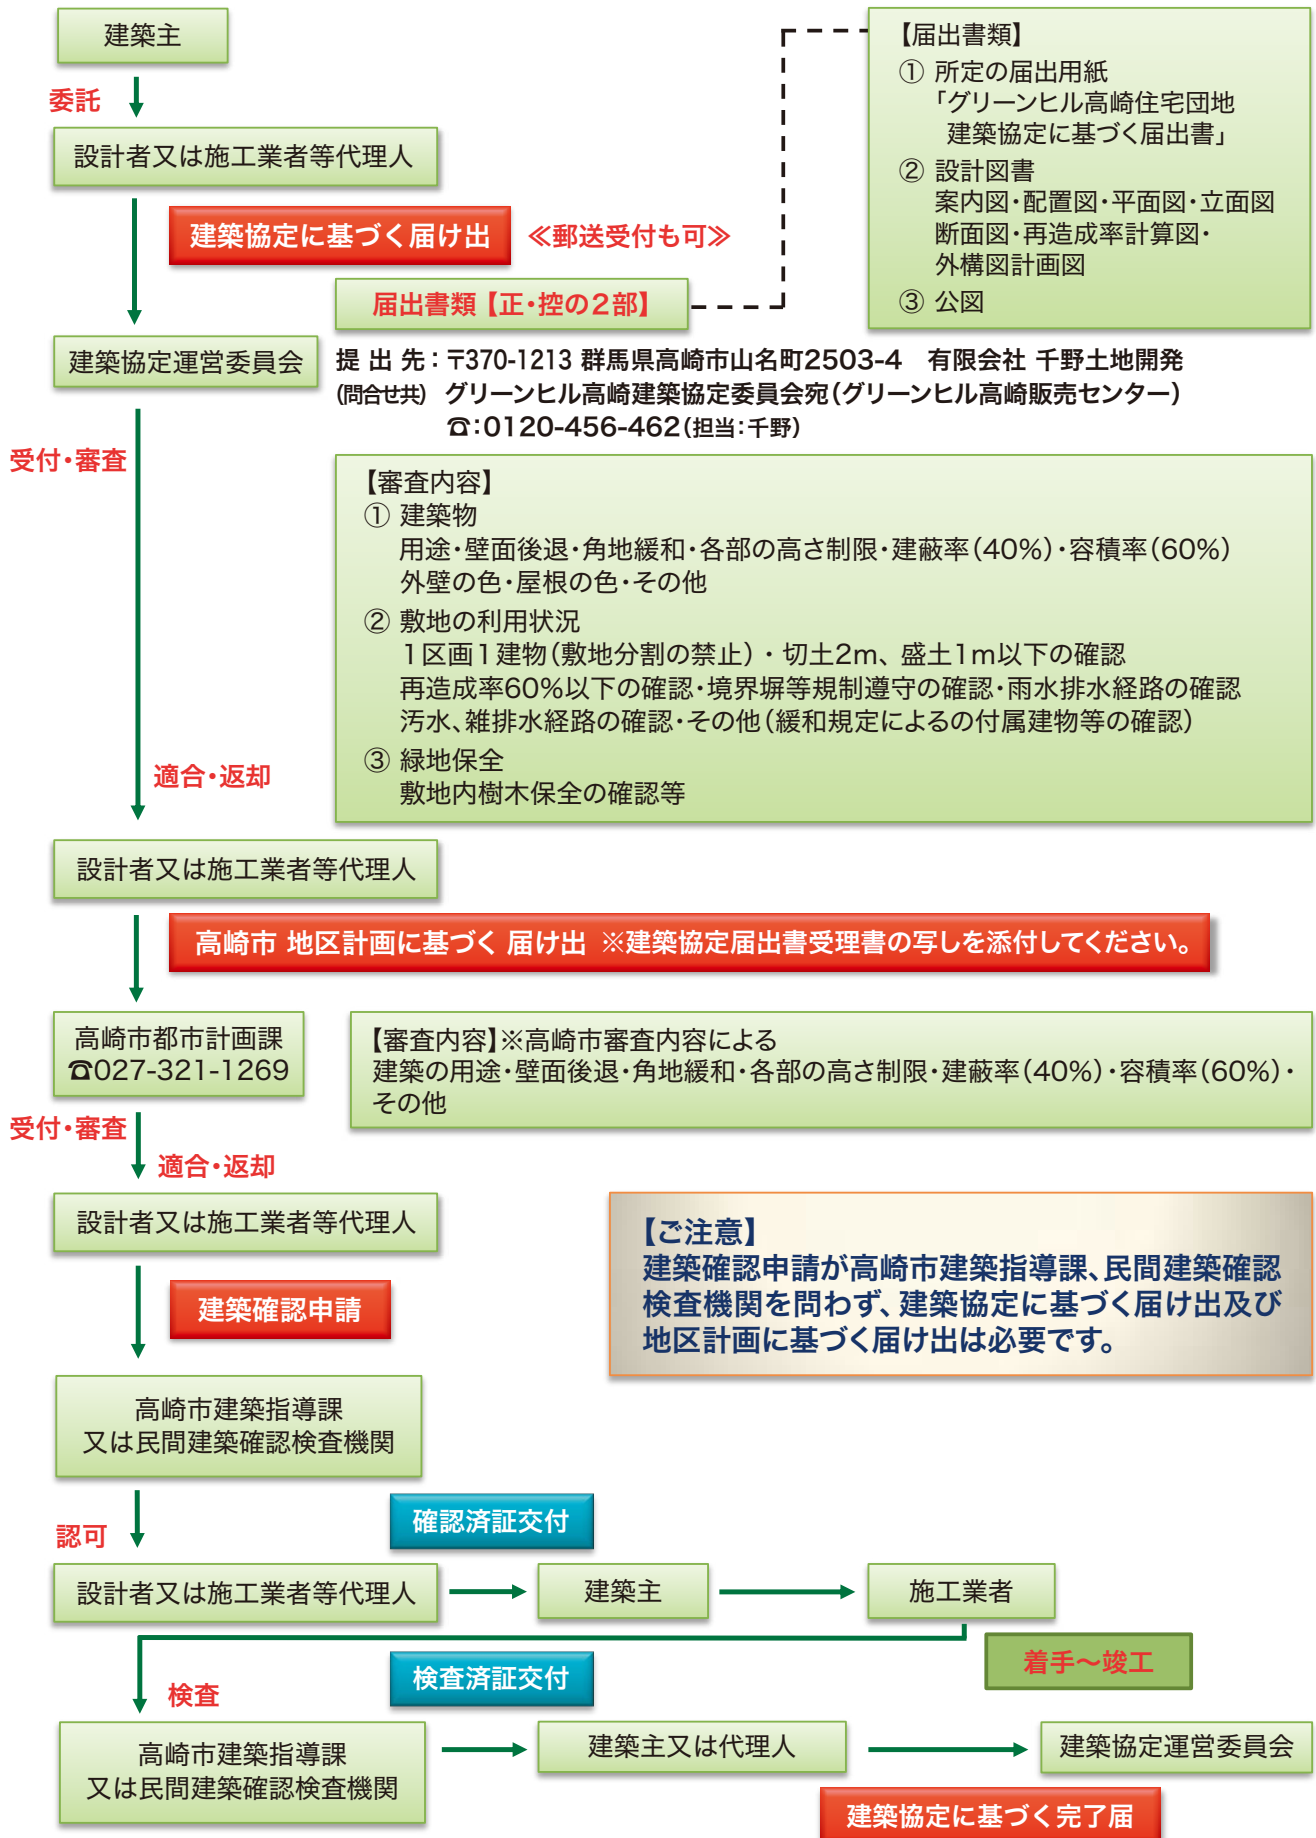 建築主
委託
設計者又は施工業者等代理人
建築協定に基づく届け出 ≪郵送受付も可≫
届出書類【正・控の2部】
【届出書類】
① 所定の届出用紙
「グリーンヒル高崎住宅団地
建築協定に基づく届出書」
② 設計図書
案内図・配置図・平面図・立面図
断面図・再造成率計算図・
外構図計画図
③ 公図
建築協定運営委員会
提 出 先：〒370-1213 群馬県高崎市山名町2503-4　有限会社 千野土地開発
(問合せ共) グリーンヒル高崎建築協定委員会宛(グリーンヒル高崎販売センター)
☎:0120-456-462(担当:千野)
受付・審査
【審査内容】
① 建築物
用途・壁面後退・角地緩和・各部の高さ制限・建蔽率(40%)・容積率(60%)
外壁の色・屋根の色・その他
② 敷地の利用状況
1区画1建物(敷地分割の禁止)・切土2m、盛土1m以下の確認
再造成率60%以下の確認・境界塀等規制遵守の確認・雨水排水経路の確認
汚水、雑排水経路の確認・その他(緩和規定によるの付属建物等の確認)
③ 緑地保全
敷地内樹木保全の確認等
適合・返却
設計者又は施工業者等代理人
高崎市 地区計画に基づく 届け出 ※建築協定届出書受理書の写しを添付してください。
高崎市都市計画課
☎027-321-1269
【審査内容】※高崎市審査内容による
建築の用途・壁面後退・角地緩和・各部の高さ制限・建蔽率(40%)・容積率(60%)・
その他
受付・審査
適合・返却
設計者又は施工業者等代理人
【ご注意】
建築確認申請が高崎市建築指導課、民間建築確認
検査機関を問わず、建築協定に基づく届け出及び
地区計画に基づく届け出は必要です。
建築確認申請
高崎市建築指導課
又は民間建築確認検査機関
認可
確認済証交付
設計者又は施工業者等代理人
建築主
施工業者
着手〜竣工
検査済証交付
検査
高崎市建築指導課
又は民間建築確認検査機関
建築主又は代理人
建築協定運営委員会
建築協定に基づく完了届